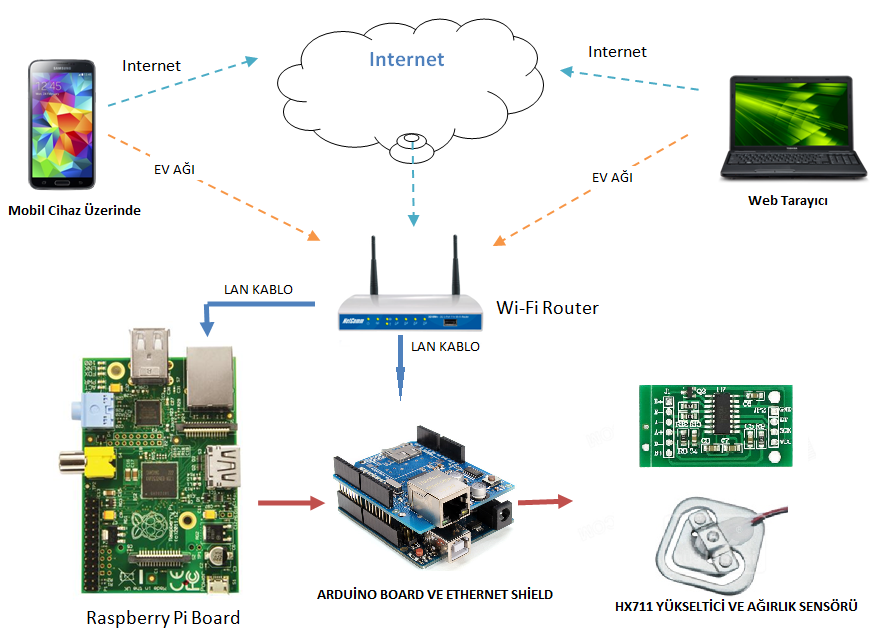 Internet
Internet
Internet
EV AĞI
EV AĞI
Mobil Cihaz Üzerinde
Web Tarayıcı
LAN KABLO
Wi-Fi Router
NetComm
LAN KABLO
Raspberry Pi Board
ARDUİNO BOARD VE ETHERNET SHİELD
HX711 YÜKSELTİCİ VE AĞIRLIK SENSÖRÜ